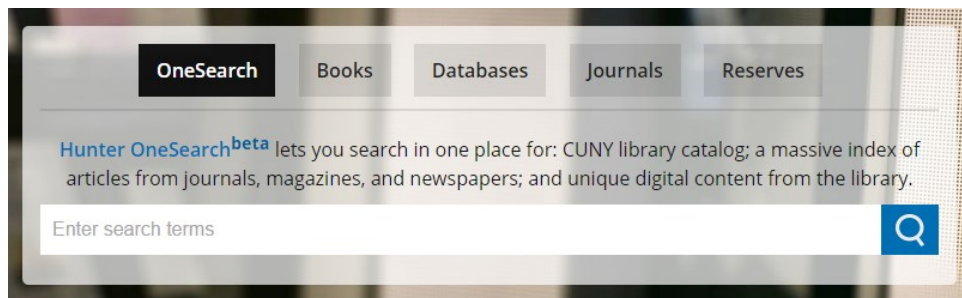 OneSearch Books Databases Journals Reserves
Hunter OneSearchbeta lets you search in one place for: CUNY library catalog; a massive index of
articles from journals, magazines, and newspapers; and unique digital content from the library.
Enter search terms